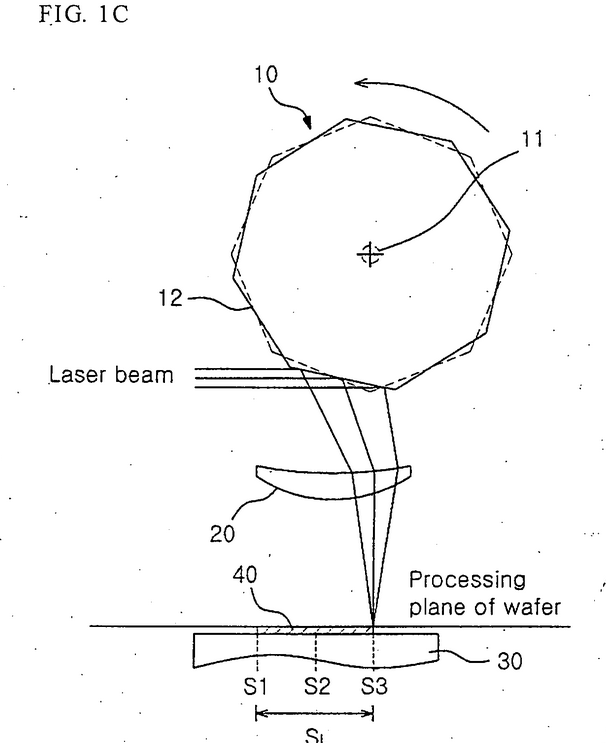 FIG. 1C
10
11
12
Laser beam
20
40
Processing
plane of wafer
30
S1 S2 S3
SL